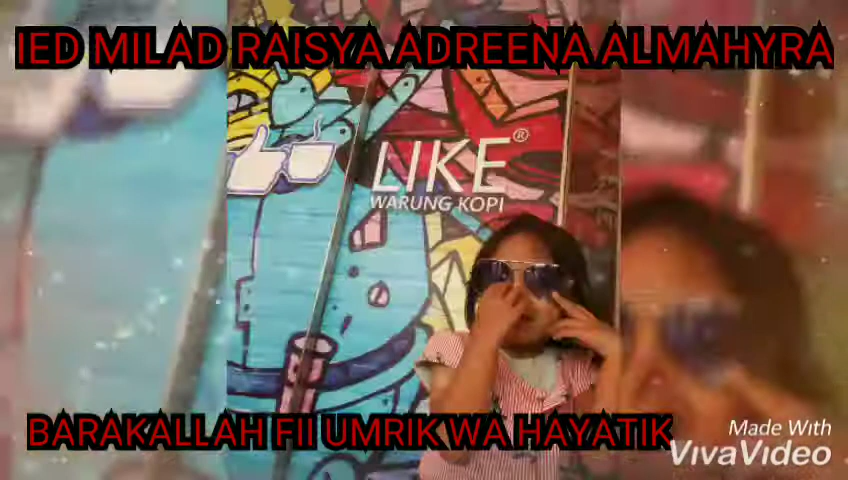 IED MILAD RAISYA ADREENA ALMAHYRA
LIKE®
WARUNG KOPI
BARAKALLAH FII UMRIK WA HAYATIK
Made With
VivaVideo